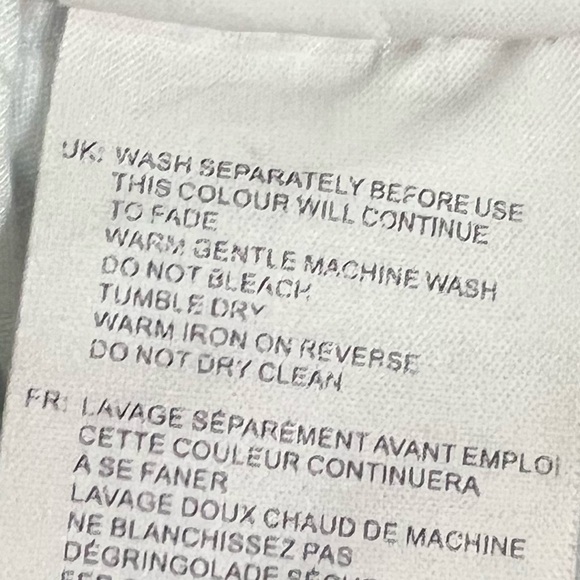 UK: WASH SEPARATELY BEFORE USE
THIS COLOUR WILL CONTINUE
TO FADE
WARM GENTLE MACHINE WASH
DO NOT BLEACH
TUMBLE DRY
WARM IRON ON REVERSE
DO NOT DRY CLEAN
FR: LAVAGE SÉPARÉMENT AVANT EMPLOI
CETTE COULEUR CONTINUERA
A SE FANER
LAVAGE DOUX CHAUD DE MACHINE
NE BLANCHISSEZ PAS
DÉGRINGOLADE